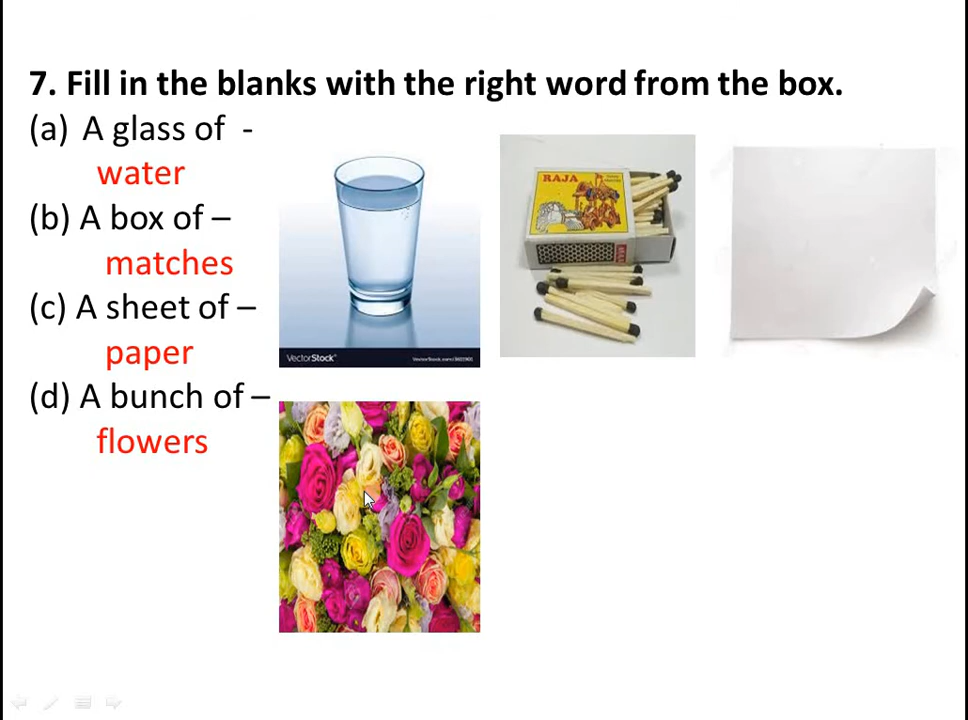 7. Fill in the blanks with the right word from the box.
(a) A glass of -
water
(b) A box of –
matches
(c) A sheet of –
paper
(d) A bunch of –
flowers
RAJA
VectorStock®